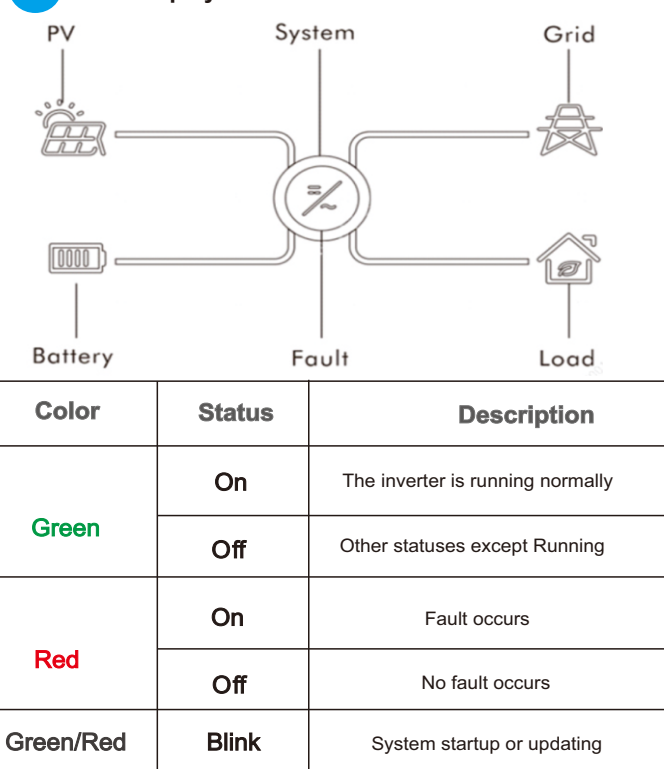 PV System Grid
Battery Fault Load
Color Status Description
Green On The inverter is running normally
Off Other statuses except Running
Red On Fault occurs
Off No fault occurs
Green/Red Blink System startup or updating